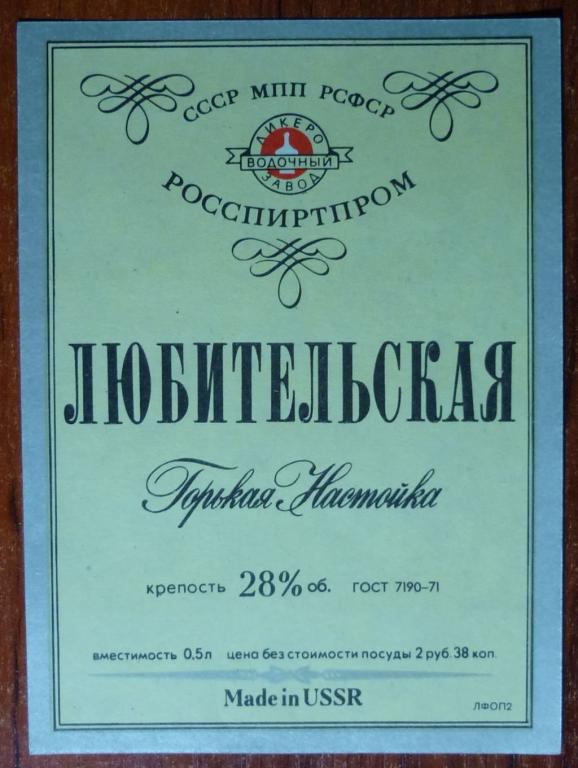 СССР МПП РСФСР
ЛИКЕРО
ВОДОЧНЫЙ
ЗАВОД
РОССПИРТПРОМ
ЛЮБИТЕЛЬСКАЯ
Горькая Настойка
крепость 28% об. ГОСТ 7190-71
вместимость 0,5л цена без стоимости посуды 2 руб. 38 коп.
Made in USSR
ЛФОП2